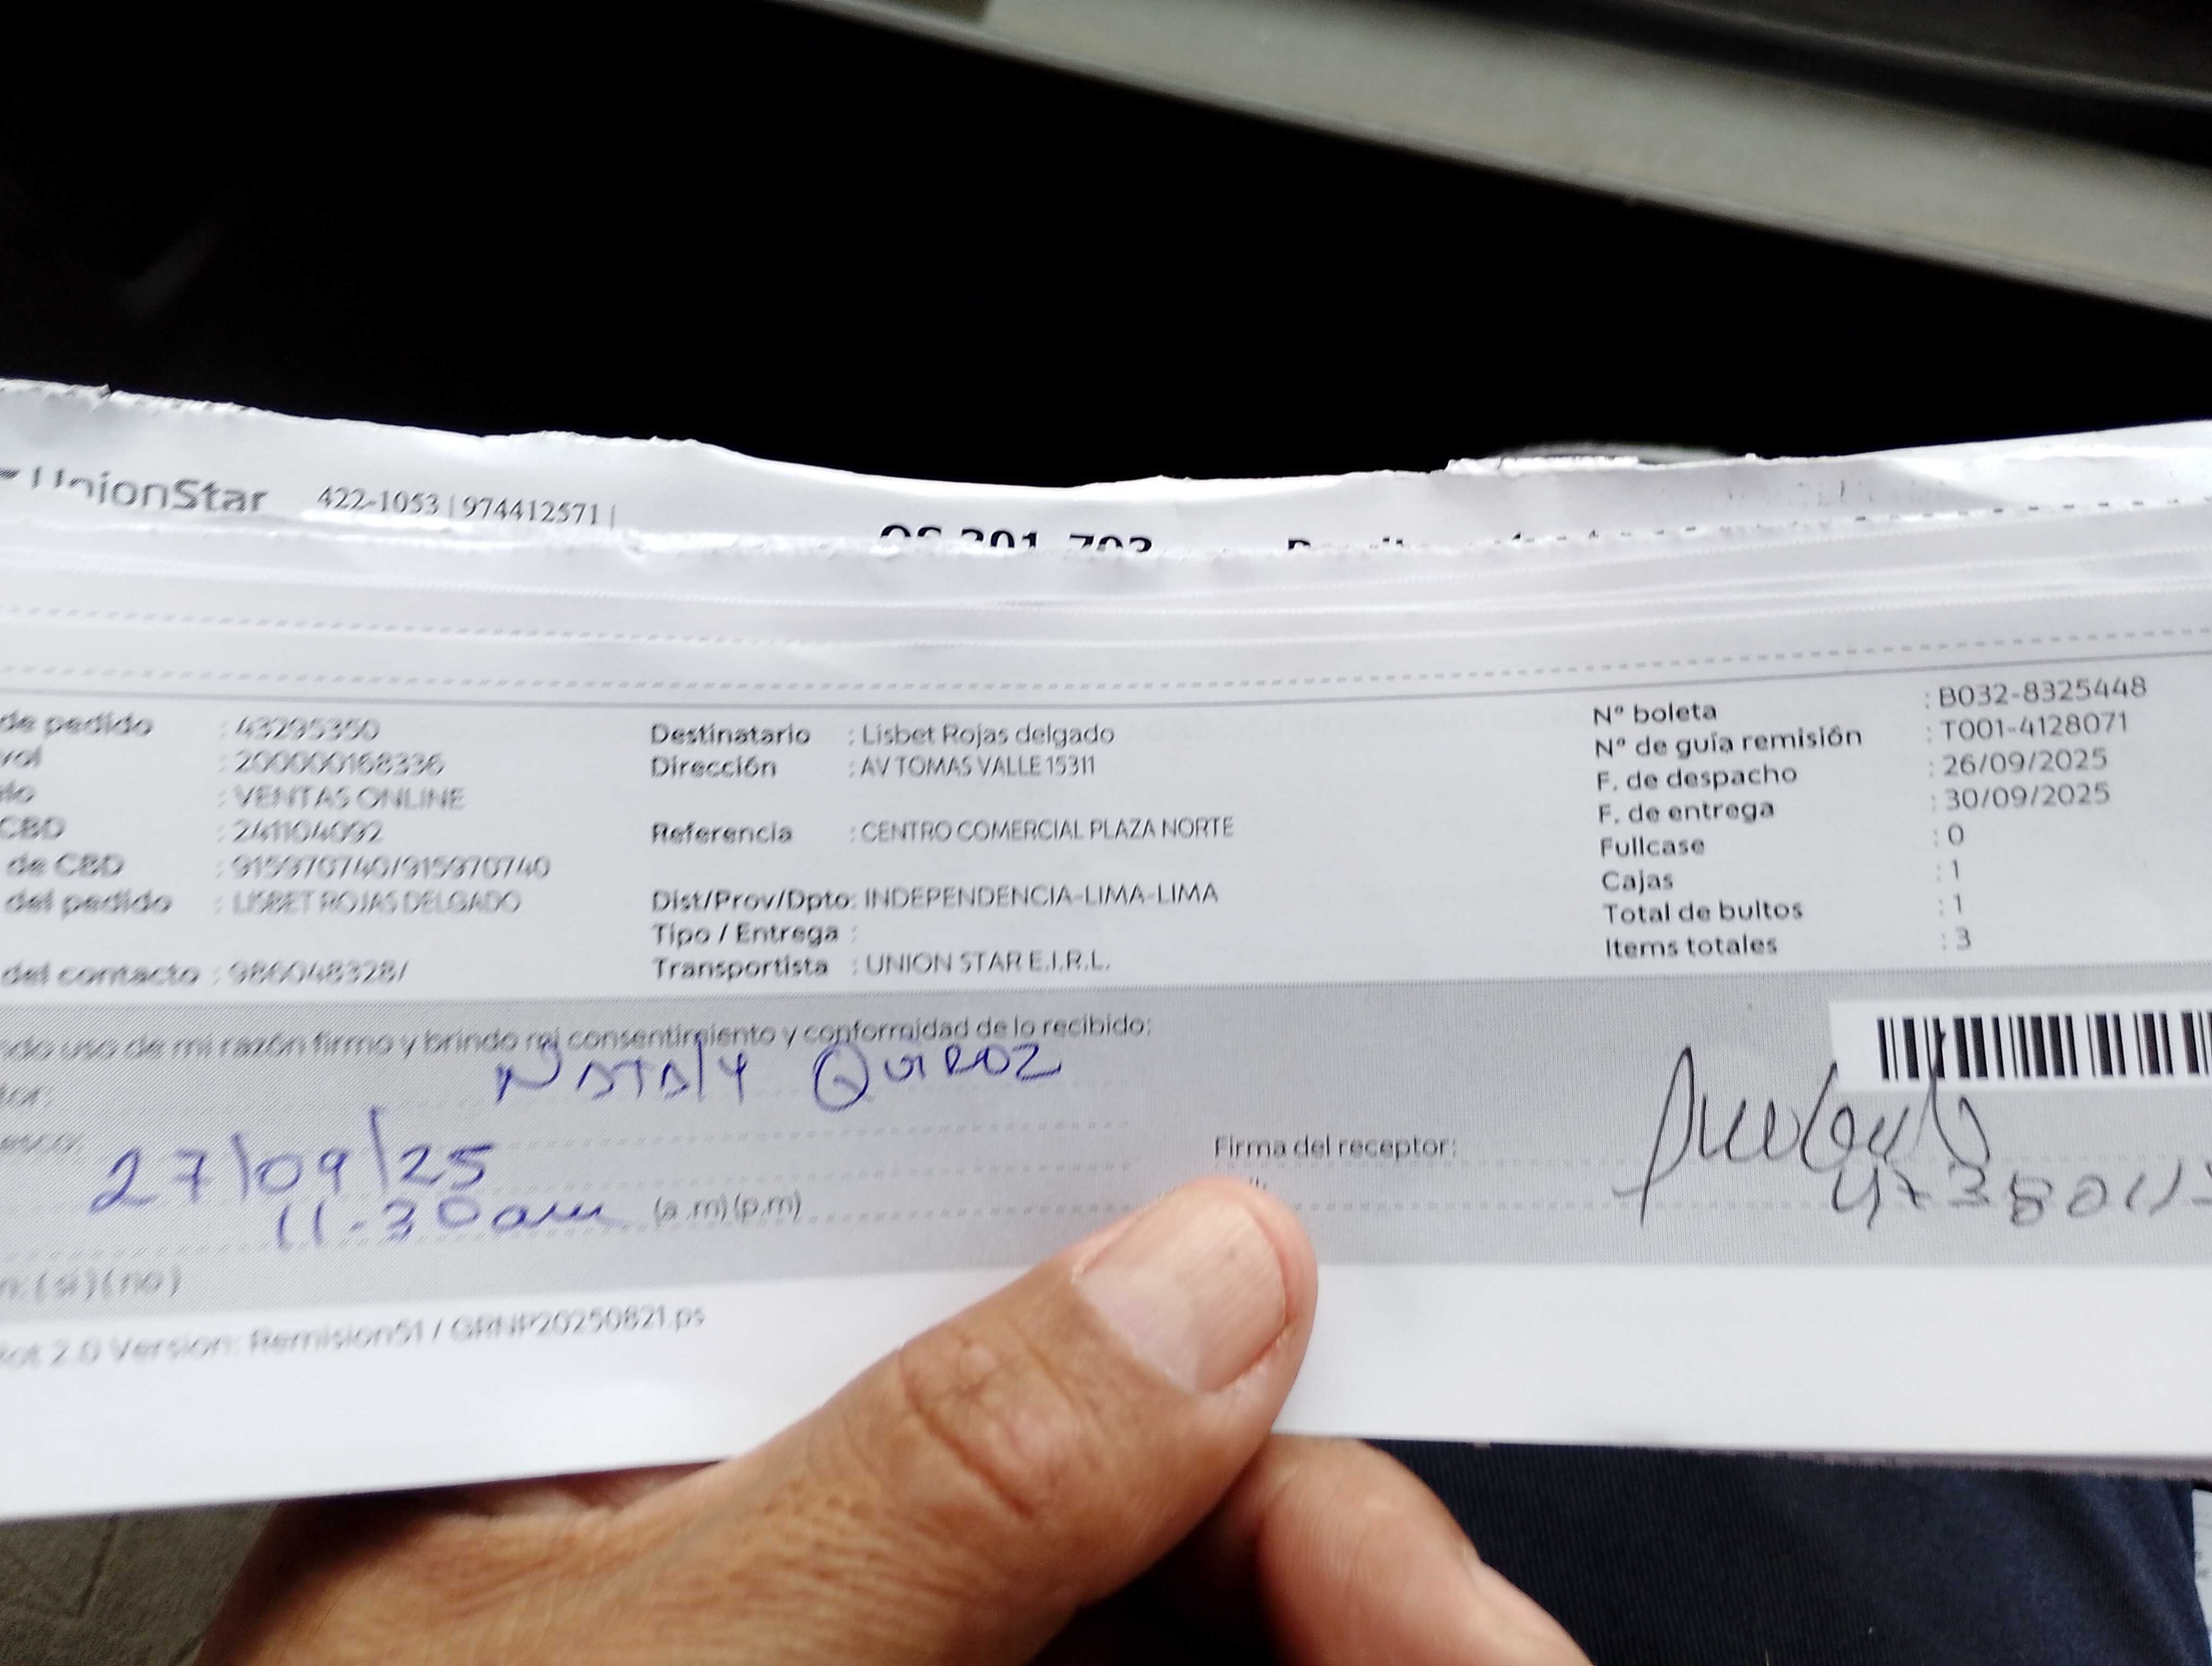 UnionStar 422-1053 | 974412571 |
de pedido : 43295350
: 200000168336
: VENTAS ONLINE
CBD : 241104092
de CBD : 915970740/915970740
del pedido : LISBET ROJAS DELGADO
del contacto : 986048328/
Destinatario : Lisbet Rojas delgado
Dirección : AV TOMAS VALLE 15311
Referencia : CENTRO COMERCIAL PLAZA NORTE
Dist/Prov/Dpto: INDEPENDENCIA-LIMA-LIMA
Tipo / Entrega :
Transportista : UNION STAR E.I.R.L.
Nº boleta : B032-8325448
Nº de guía remisión : T001-4128071
F. de despacho : 26/09/2025
F. de entrega : 30/09/2025
Fullcase : 0
Cajas : 1
Total de bultos : 1
Items totales : 3
uso de mi razón firmo y brindo mi consentimiento y conformidad de lo recibido:
NATALY QUIROZ
27/09/25
11.30am (a.m)(p.m)
Firma del receptor:
(si)(no)
2.0 Version: Remision51 / GRNP20250821.ps